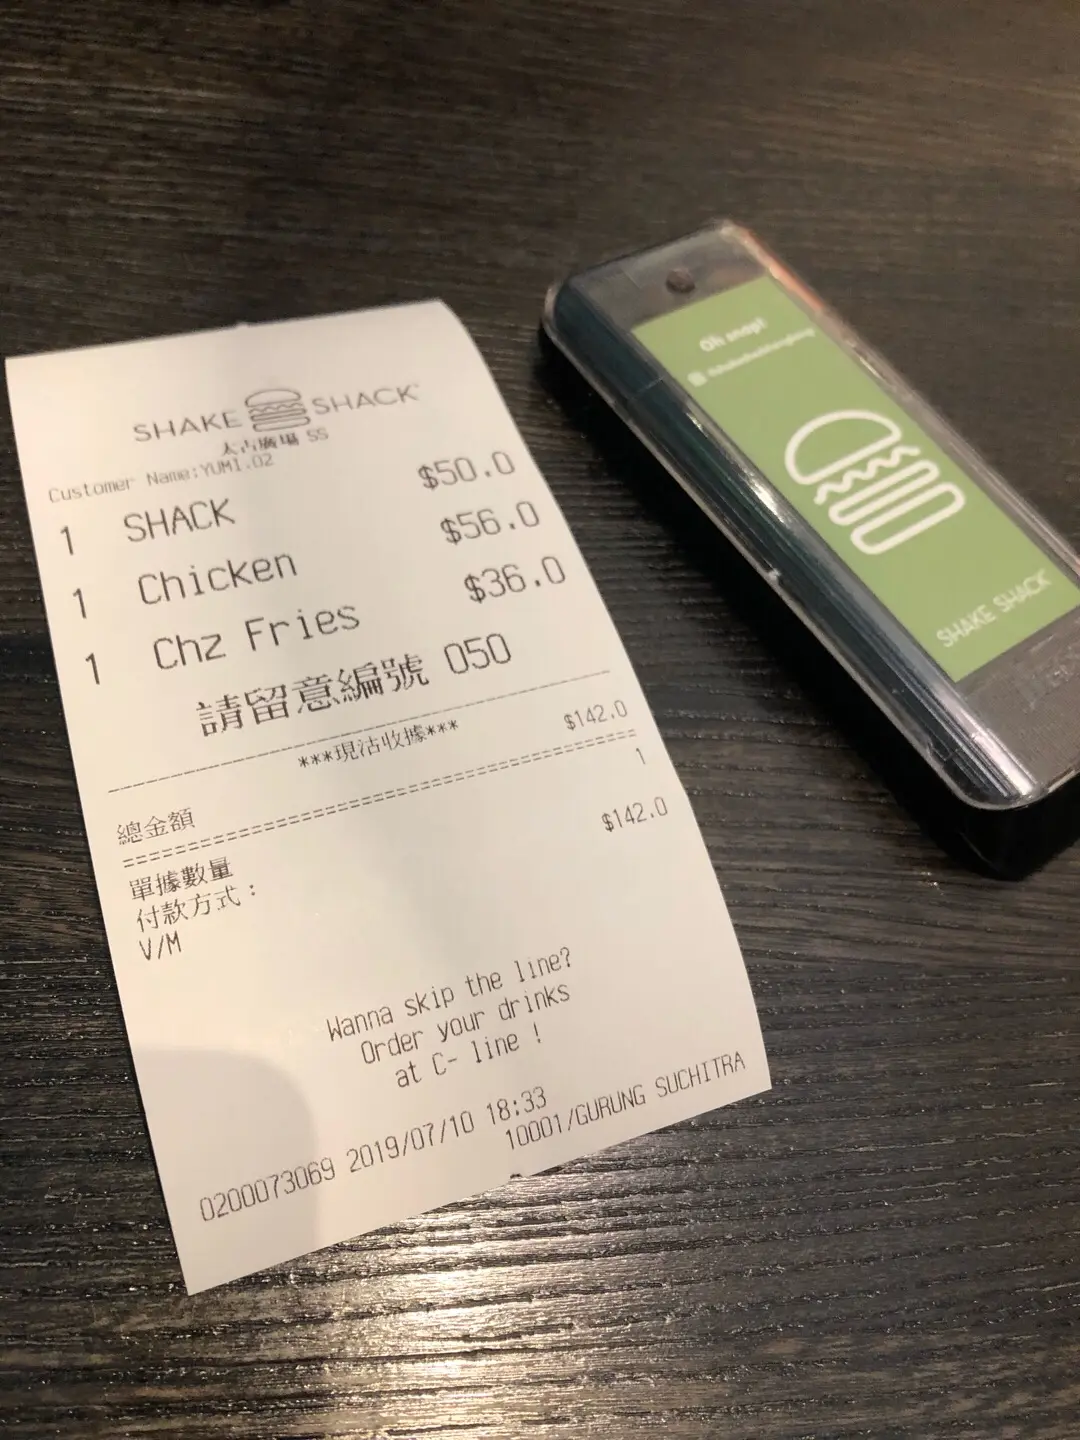 SHAKE SHACK
太古廣場 SS
Customer Name:YUMI.02
1 SHACK $50.0
1 Chicken $56.0
1 Chz Fries $36.0
請留意編號 050
***現沽收據***
總金額 $142.0
單據數量 1
付款方式：
V/M $142.0
Wanna skip the line?
Order your drinks
at C- line !
0200073069 2019/07/10 18:33
10001/GURUNG SUCHITRA
Oh snap!
SHAKE SHACK